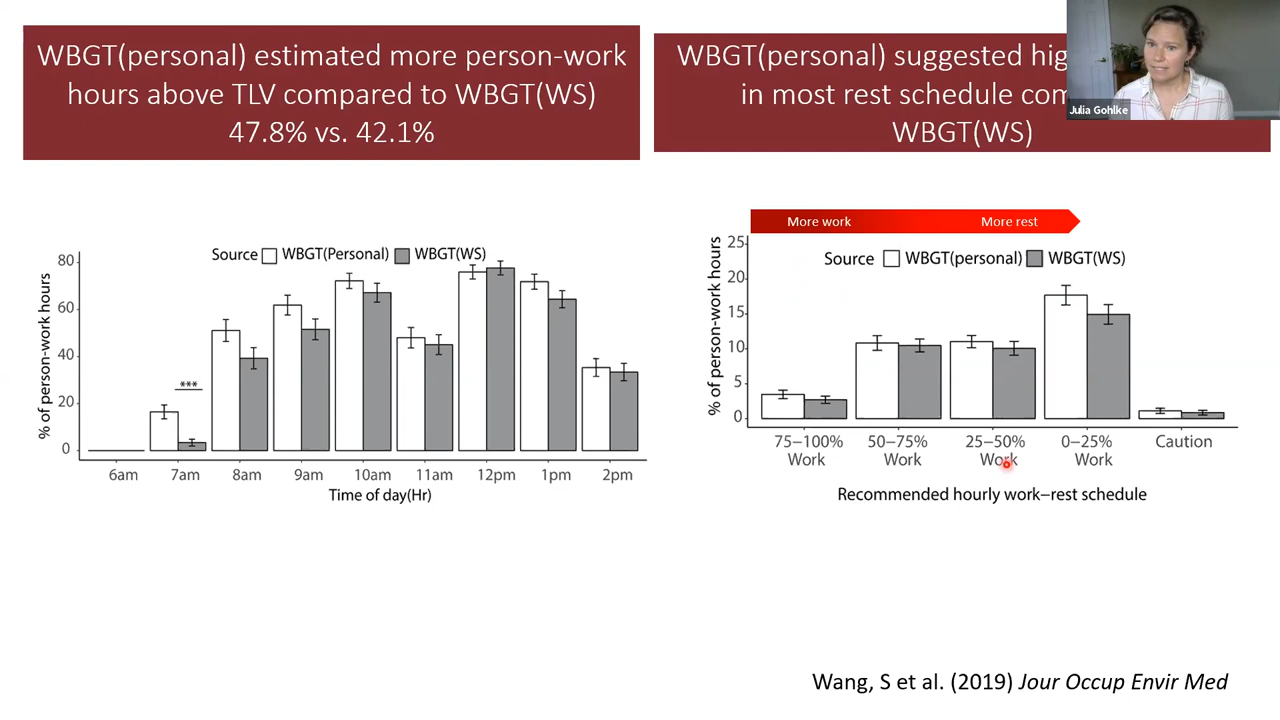 WBGT(personal) estimated more person-work
hours above TLV compared to WBGT(WS)
47.8% vs. 42.1%
WBGT(personal) suggested
in most rest schedule
WBGT(WS)
Julia Gohlke
Source WBGT(Personal) WBGT(WS)
% of person-work hours
80
60
40
20
0
***
6am 7am 8am 9am 10am 11am 12pm 1pm 2pm
Time of day(Hr)
More work More rest
Source WBGT(personal) WBGT(WS)
% of person-work hours
25
20
15
10
5
0
75–100% 50–75% 25–50% 0–25% Caution
Work Work Work Work
Recommended hourly work–rest schedule
Wang, S et al. (2019) Jour Occup Envir Med